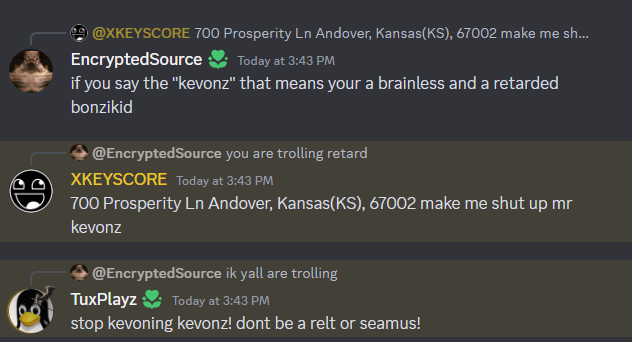 @XKEYSCORE 700 Prosperity Ln Andover, Kansas(KS), 67002 make me sh...
EncryptedSource Today at 3:43 PM
if you say the "kevonz" that means your a brainless and a retarded
bonzikid
@EncryptedSource you are trolling retard
XKEYSCORE Today at 3:43 PM
700 Prosperity Ln Andover, Kansas(KS), 67002 make me shut up mr
kevonz
@EncryptedSource ik yall are trolling
TuxPlayz Today at 3:43 PM
stop kevoning kevonz! dont be a relt or seamus!